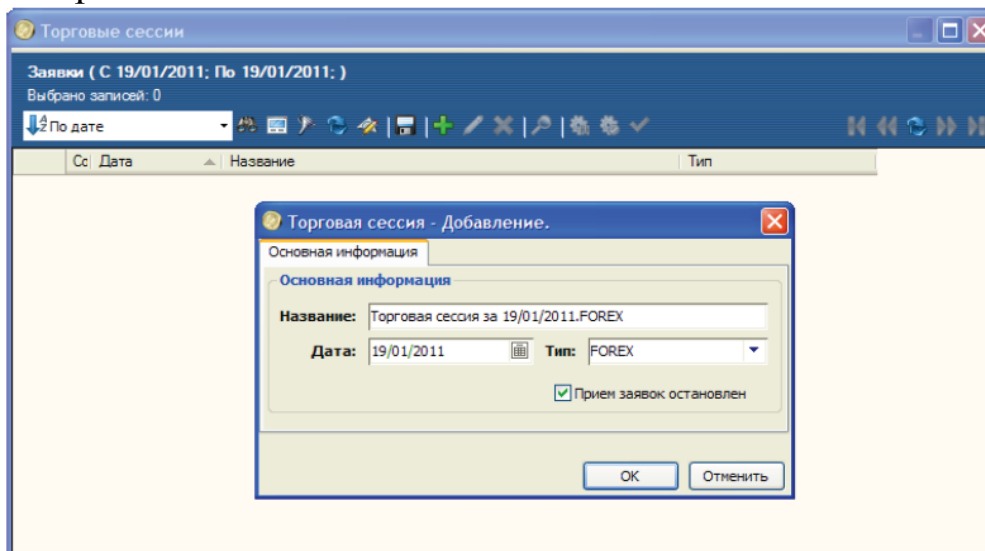 Торговые сессии
Заявки ( С 19/01/2011; По 19/01/2011; )
Выбрано записей: 0
По дате
Сс Дата Название Тип
Торговая сессия - Добавление.
Основная информация
Основная информация
Название: Торговая сессия за 19/01/2011.FOREX
Дата: 19/01/2011 Тип: FOREX
Прием заявок остановлен
OK Отменить